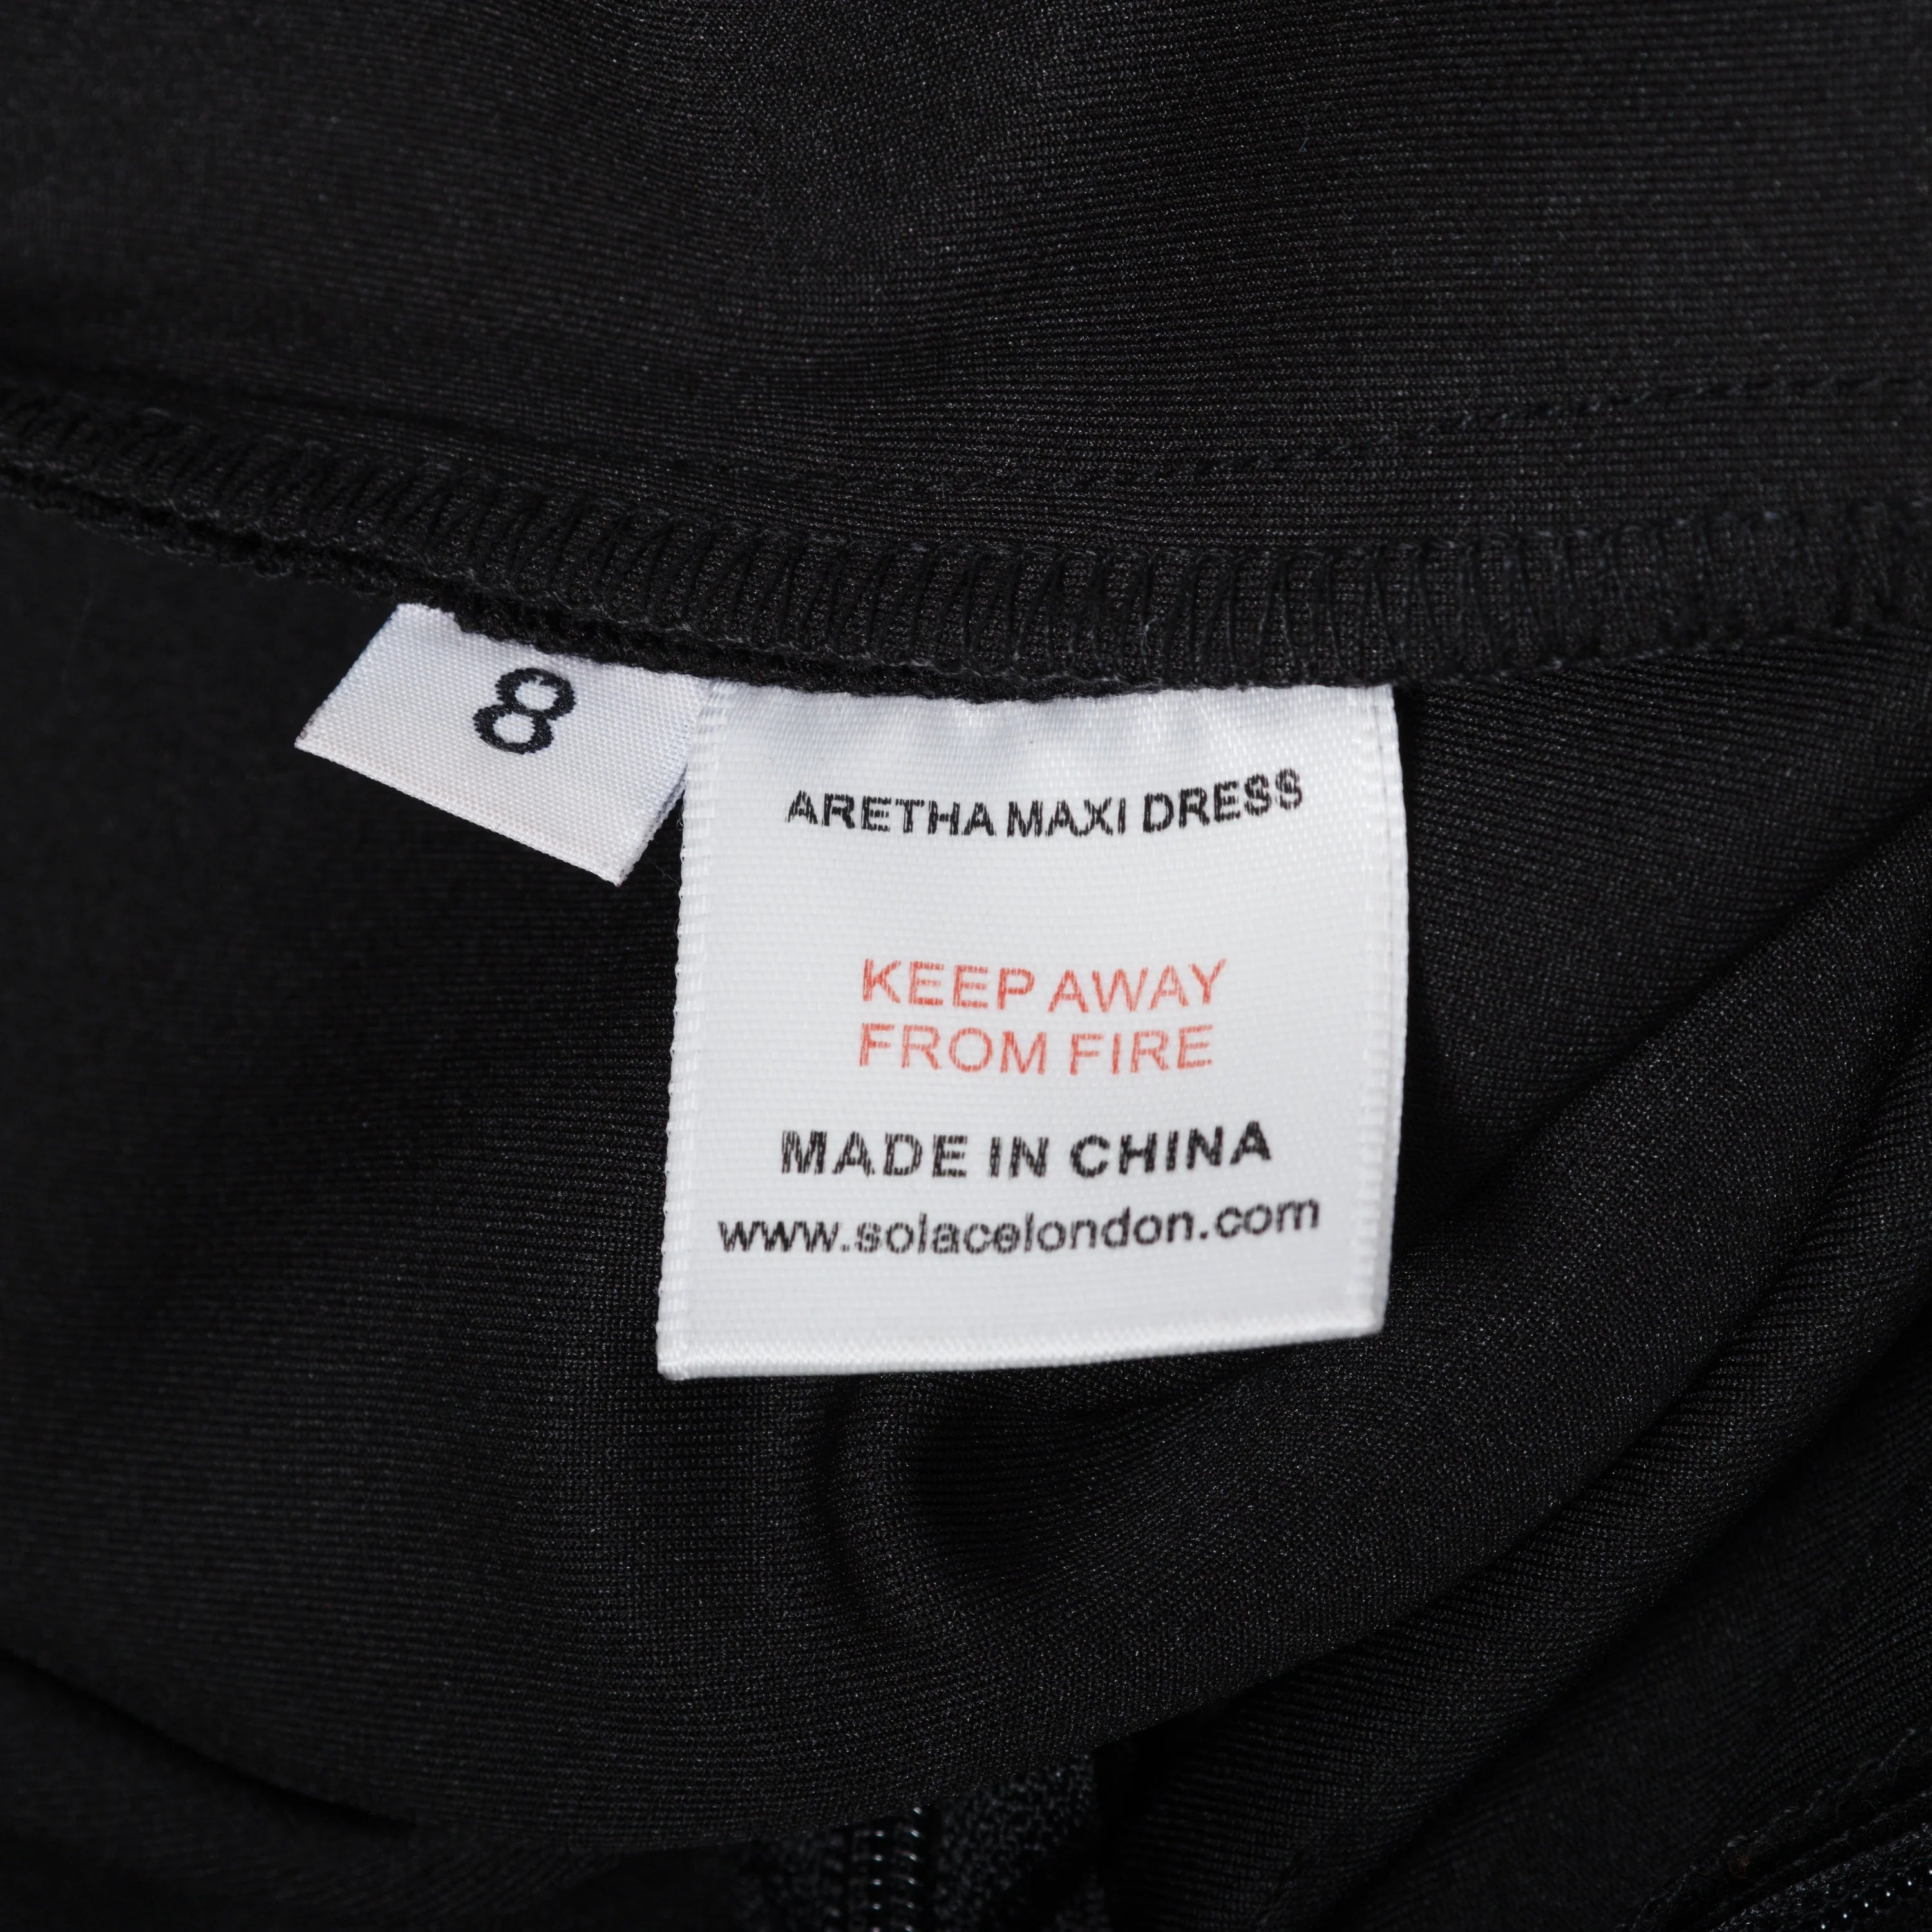 8
ARETHA MAXI DRESS
KEEP AWAY
FROM FIRE
MADE IN CHINA
www.solacelondon.com